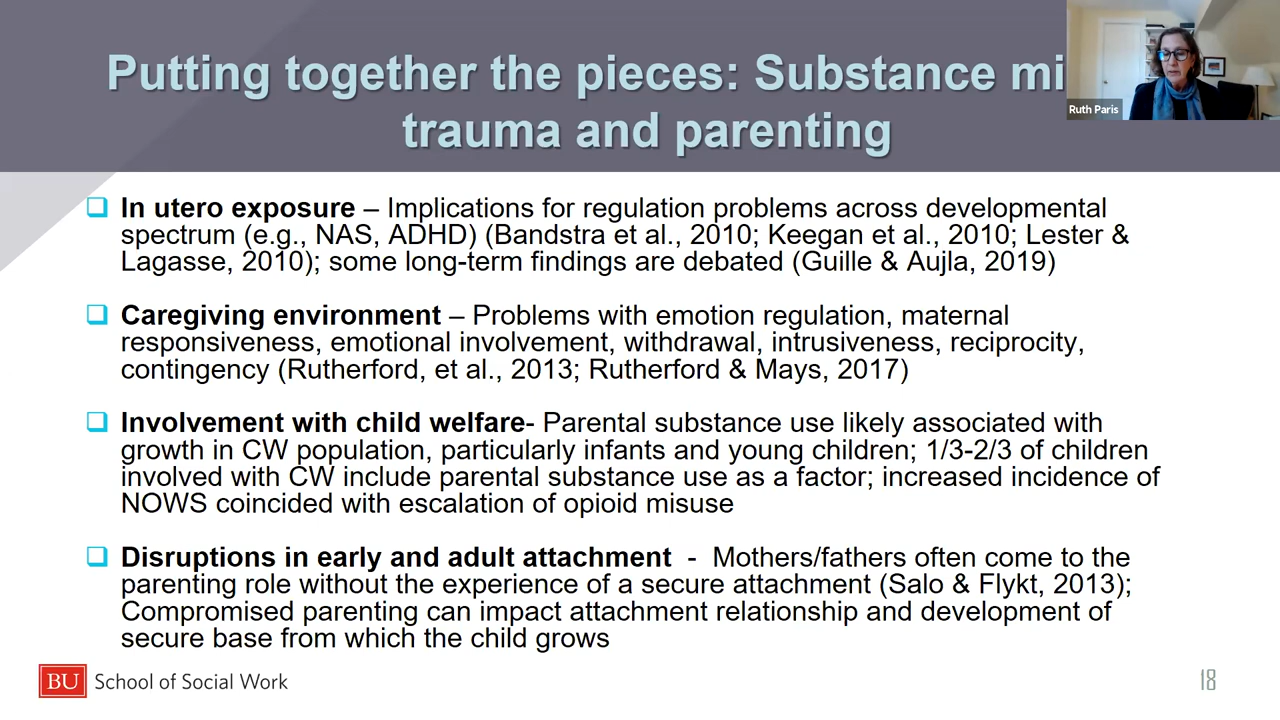 Putting together the pieces: Substance mi
trauma and parenting
Ruth Paris
❑ In utero exposure – Implications for regulation problems across developmental
spectrum (e.g., NAS, ADHD) (Bandstra et al., 2010; Keegan et al., 2010; Lester &
Lagasse, 2010); some long-term findings are debated (Guille & Aujla, 2019)
❑ Caregiving environment – Problems with emotion regulation, maternal
responsiveness, emotional involvement, withdrawal, intrusiveness, reciprocity,
contingency (Rutherford, et al., 2013; Rutherford & Mays, 2017)
❑ Involvement with child welfare- Parental substance use likely associated with
growth in CW population, particularly infants and young children; 1/3-2/3 of children
involved with CW include parental substance use as a factor; increased incidence of
NOWS coincided with escalation of opioid misuse
❑ Disruptions in early and adult attachment - Mothers/fathers often come to the
parenting role without the experience of a secure attachment (Salo & Flykt, 2013);
Compromised parenting can impact attachment relationship and development of
secure base from which the child grows
BU School of Social Work
18